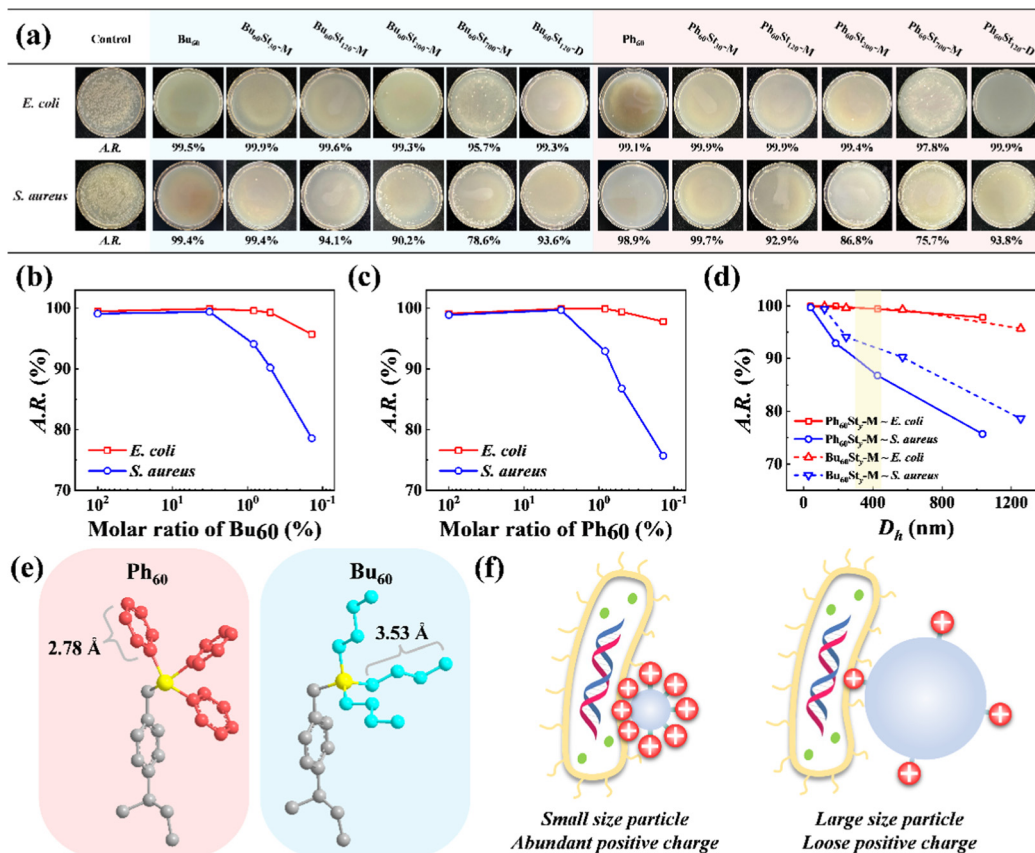 (a)
Control
Bu60
Bu60St30-M
Bu60St120-M
Bu60St200-M
Bu60St700-M
Bu60St120-D
Ph60
Ph60St30-M
Ph60St120-M
Ph60St200-M
Ph60St700-M
Ph60St120-D
E. coli
A.R. 99.5% 99.9% 99.6% 99.3% 95.7% 99.3% 99.1% 99.9% 99.9% 99.4% 97.8% 99.9%
S. aureus
A.R. 99.4% 99.4% 94.1% 90.2% 78.6% 93.6% 98.9% 99.7% 92.9% 86.8% 75.7% 93.8%
(b)
A.R. (%)
100
90
80
70
E. coli
S. aureus
10² 10¹ 10⁰ 10⁻¹
Molar ratio of Bu60 (%)
(c)
A.R. (%)
100
90
80
70
E. coli
S. aureus
10² 10¹ 10⁰ 10⁻¹
Molar ratio of Ph60 (%)
(d)
A.R. (%)
100
90
80
70
Ph60Sty-M ~ E. coli
Ph60Sty-M ~ S. aureus
Bu60Sty-M ~ E. coli
Bu60Sty-M ~ S. aureus
0 400 800 1200
Dh (nm)
(e)
Ph60
2.78 Å
Bu60
3.53 Å
(f)
Small size particle
Abundant positive charge
Large size particle
Loose positive charge